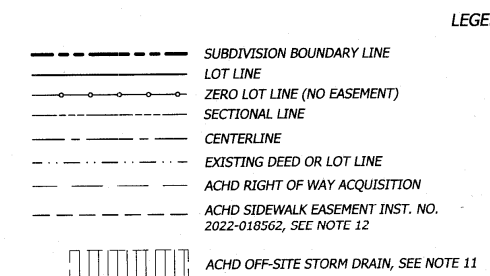 LEGE
SUBDIVISION BOUNDARY LINE
LOT LINE
ZERO LOT LINE (NO EASEMENT)
SECTIONAL LINE
CENTERLINE
EXISTING DEED OR LOT LINE
ACHD RIGHT OF WAY ACQUISITION
ACHD SIDEWALK EASEMENT INST. NO.
2022-018562, SEE NOTE 12
ACHD OFF-SITE STORM DRAIN, SEE NOTE 11